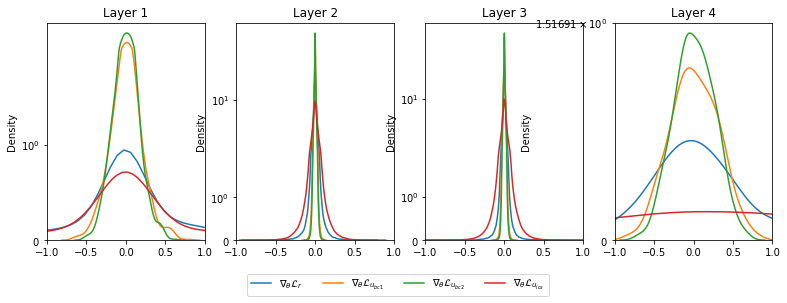 Layer 1 Layer 2 Layer 3 Layer 4
1.51691 × 10⁰
Density Density Density Density
10¹ 10¹
10⁰ 10⁰ 10⁰
0 0 0 0
−1.0 −0.5 0.0 0.5 1.0 −1.0 −0.5 0.0 0.5 1.0 −1.0 −0.5 0.0 0.5 1.0 −1.0 −0.5 0.0 0.5 1.0
∇θℒr ∇θℒu_bc1 ∇θℒu_bc2 ∇θℒu_ics